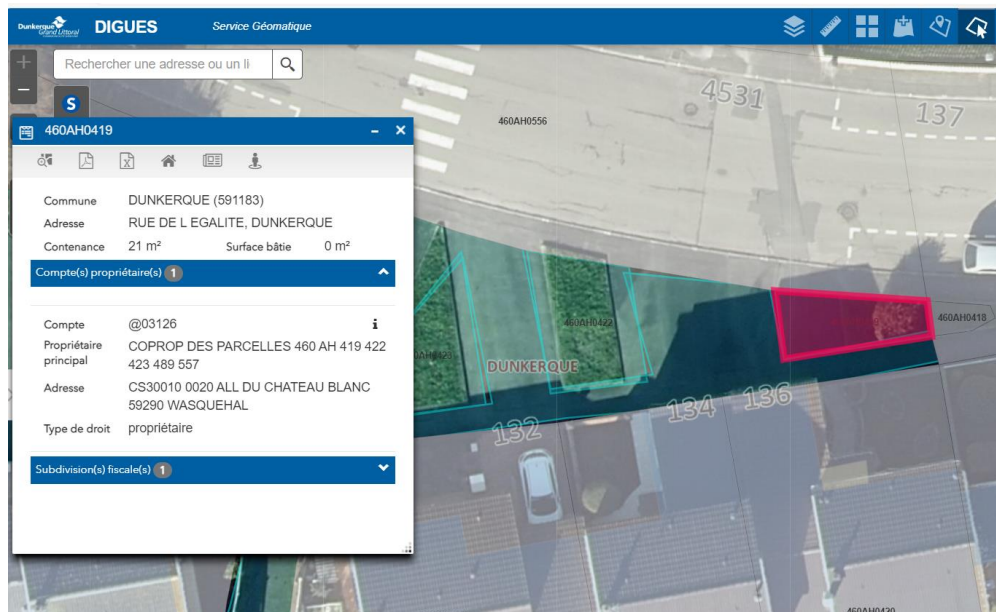 Dunkerque
Grand Littoral
DIGUES
Service Géomatique
Rechercher une adresse ou un li
S
460AH0419
Commune DUNKERQUE (591183)
Adresse RUE DE L EGALITE, DUNKERQUE
Contenance 21 m² Surface bâtie 0 m²
Compte(s) propriétaire(s) 1
Compte @03126
Propriétaire principal COPROP DES PARCELLES 460 AH 419 422
423 489 557
Adresse CS30010 0020 ALL DU CHATEAU BLANC
59290 WASQUEHAL
Type de droit propriétaire
Subdivision(s) fiscale(s) 1
460AH0556
4531
137
460AH0422
460AH0418
DUNKERQUE
132
134
136